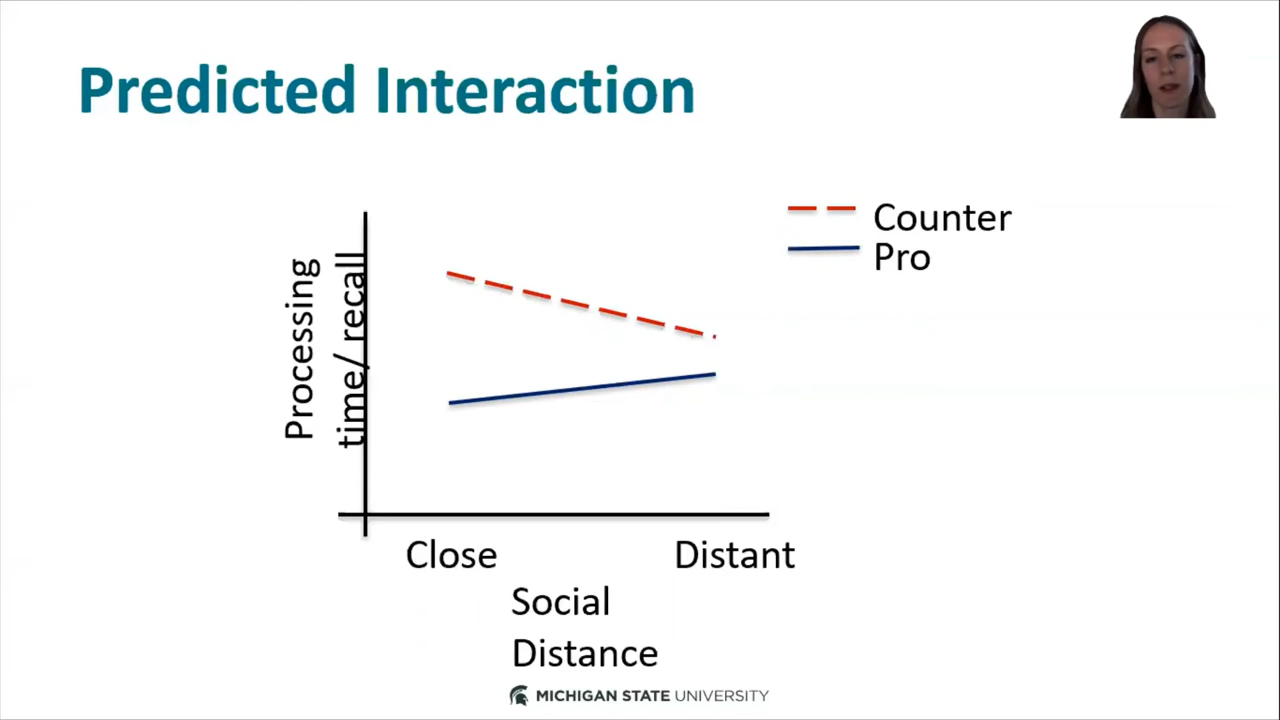 Predicted Interaction
Counter
Pro
Processing
time/ recall
Close
Distant
Social
Distance
MICHIGAN STATE UNIVERSITY